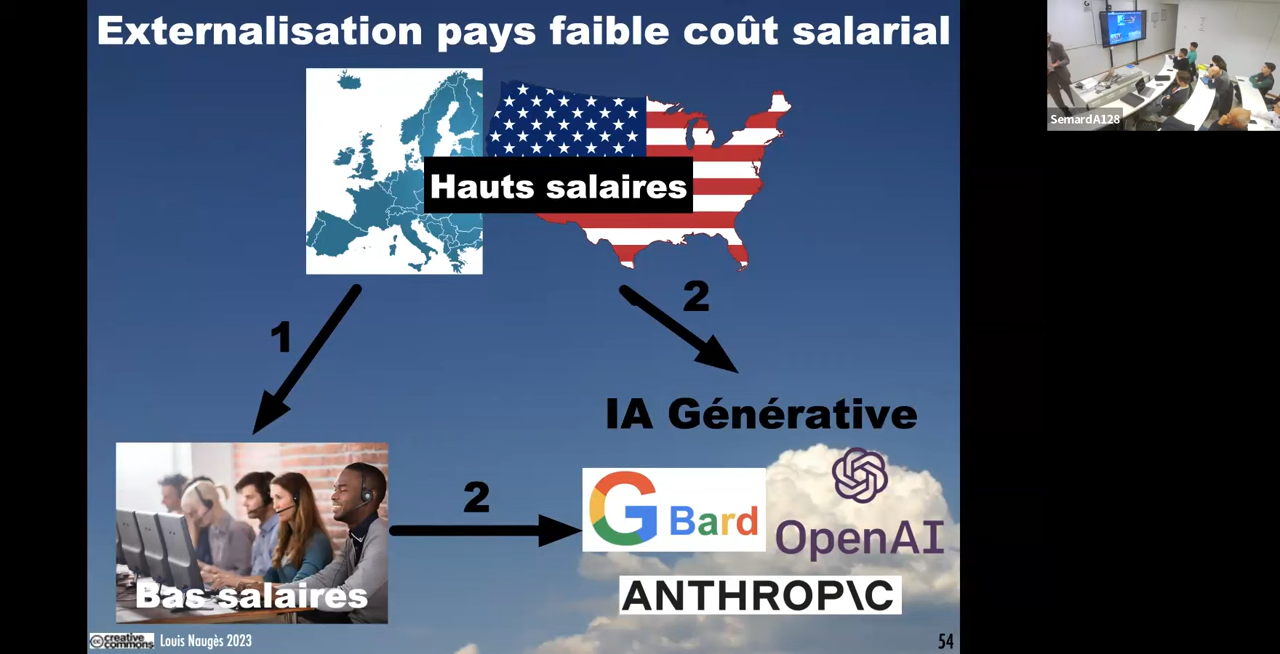 Externalisation pays faible coût salarial
SemardA128
Hauts salaires
1
2
IA Générative
2
G Bard
OpenAI
ANTHROP\C
Bas salaires
creative commons
Louis Naugès 2023
54